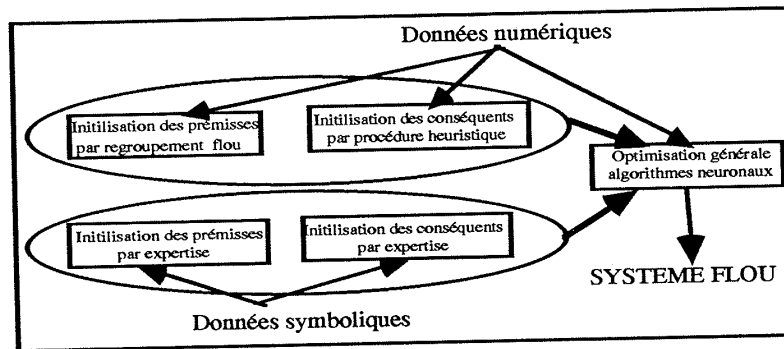 Données numériques
Initilisation des prémisses
par regroupement flou
Initilisation des conséquents
par procédure heuristique
Optimisation générale
algorithmes neuronaux
Initilisation des prémisses
par expertise
Initilisation des conséquents
par expertise
SYSTEME FLOU
Données symboliques